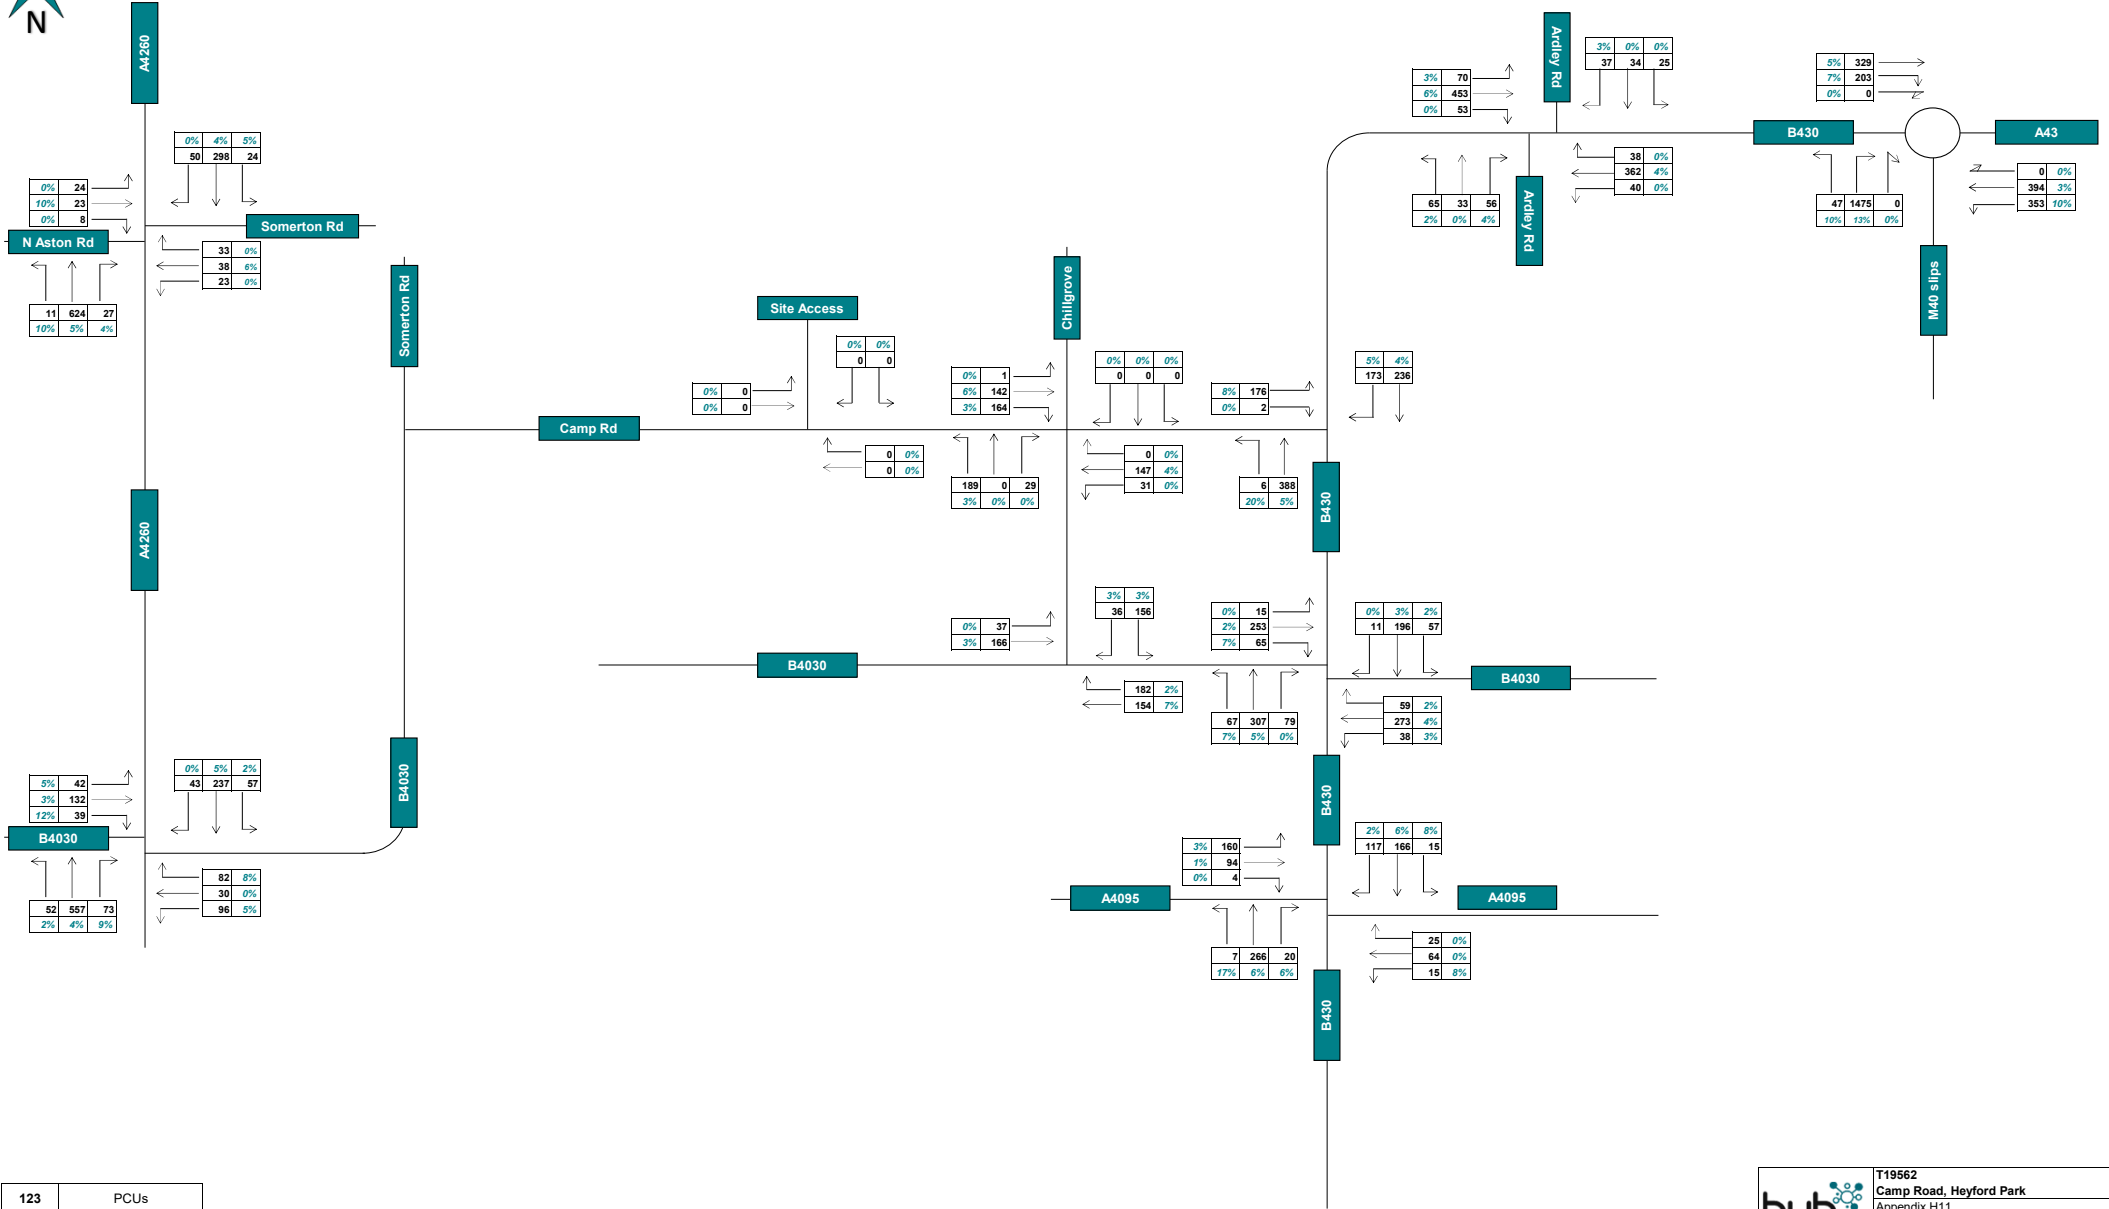 N
A4260
0% 4% 5%
50 298 24
0% 24
10% 23
0% 8
N Aston Rd
Somerton Rd
33 0%
38 6%
23 0%
11 624 27
10% 5% 4%
Somerton Rd
A4260
Camp Rd
Site Access
0% 0%
0 0
0% 0
0% 0
0 0%
0 0%
Chillgrove
0% 1
6% 142
3% 164
0% 0% 0%
0 0 0
189 0 29
3% 0% 0%
0 0%
147 4%
31 0%
8% 176
0% 2
5% 4%
173 236
6 388
20% 5%
B430
3% 70
6% 453
0% 53
Ardley Rd
3% 0% 0%
37 34 25
65 33 56
2% 0% 4%
Ardley Rd
38 0%
362 4%
40 0%
5% 329
7% 203
0% 0
B430
A43
47 1475 0
10% 13% 0%
0 0%
394 3%
353 10%
M40 slips
0% 37
3% 166
3% 3%
36 156
B4030
182 2%
154 7%
0% 15
2% 253
7% 65
0% 3% 2%
11 196 57
B4030
67 307 79
7% 5% 0%
59 2%
273 4%
38 3%
B430
B4030
5% 42
3% 132
12% 39
0% 5% 2%
43 237 57
B4030
82 8%
30 0%
96 5%
52 557 73
2% 4% 9%
3% 160
1% 94
0% 4
2% 6% 8%
117 166 15
A4095
A4095
7 266 20
17% 6% 6%
25 0%
64 0%
15 8%
B430
123 PCUs
hub
T19562
Camp Road, Heyford Park
Appendix H11